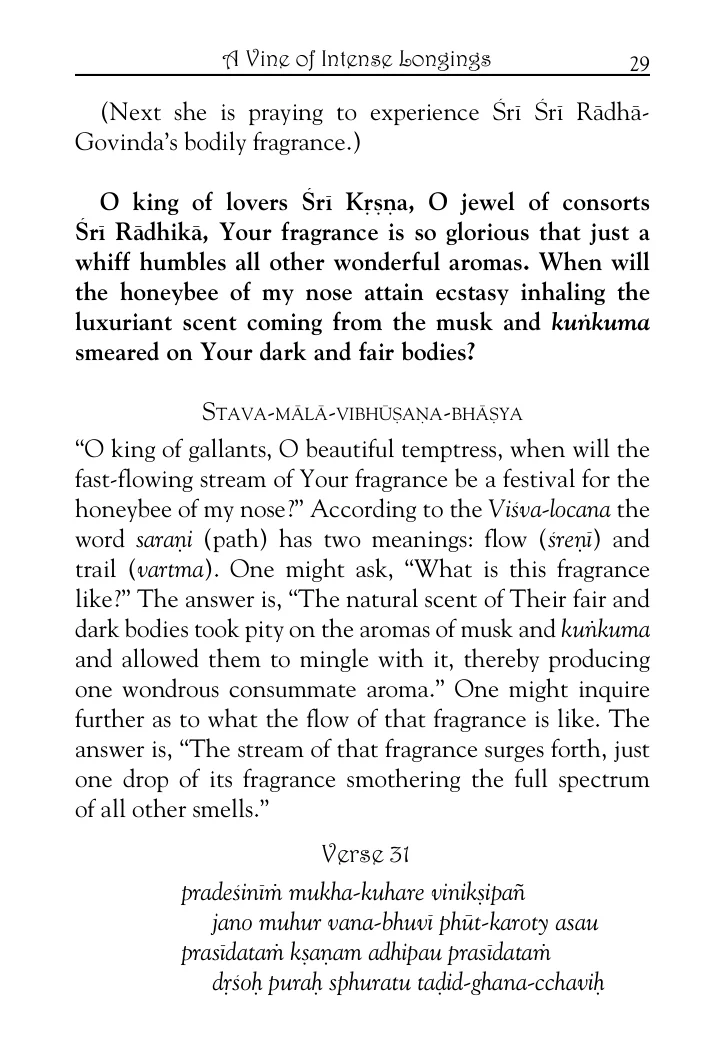 A Vine of Intense Longings 29
(Next she is praying to experience Śrī Śrī Rādhā-
Govinda’s bodily fragrance.)
O king of lovers Śrī Kṛṣṇa, O jewel of consorts
Śrī Rādhikā, Your fragrance is so glorious that just a
whiff humbles all other wonderful aromas. When will
the honeybee of my nose attain ecstasy inhaling the
luxuriant scent coming from the musk and kuṅkuma
smeared on Your dark and fair bodies?
Stava-mālā-vibhūṣaṇa-bhāṣya
“O king of gallants, O beautiful temptress, when will the
fast-flowing stream of Your fragrance be a festival for the
honeybee of my nose?” According to the Viśva-locana the
word saraṇi (path) has two meanings: flow (śreṇī) and
trail (vartma). One might ask, “What is this fragrance
like?” The answer is, “The natural scent of Their fair and
dark bodies took pity on the aromas of musk and kuṅkuma
and allowed them to mingle with it, thereby producing
one wondrous consummate aroma.” One might inquire
further as to what the flow of that fragrance is like. The
answer is, “The stream of that fragrance surges forth, just
one drop of its fragrance smothering the full spectrum
of all other smells.”
Verse 31
pradeśinīṁ mukha-kuhare vinikṣipañ
jano muhur vana-bhuvi phūt-karoty asau
prasīdataṁ kṣaṇam adhipau prasīdataṁ
dṛśoḥ puraḥ sphuratu taḍid-ghana-cchaviḥ